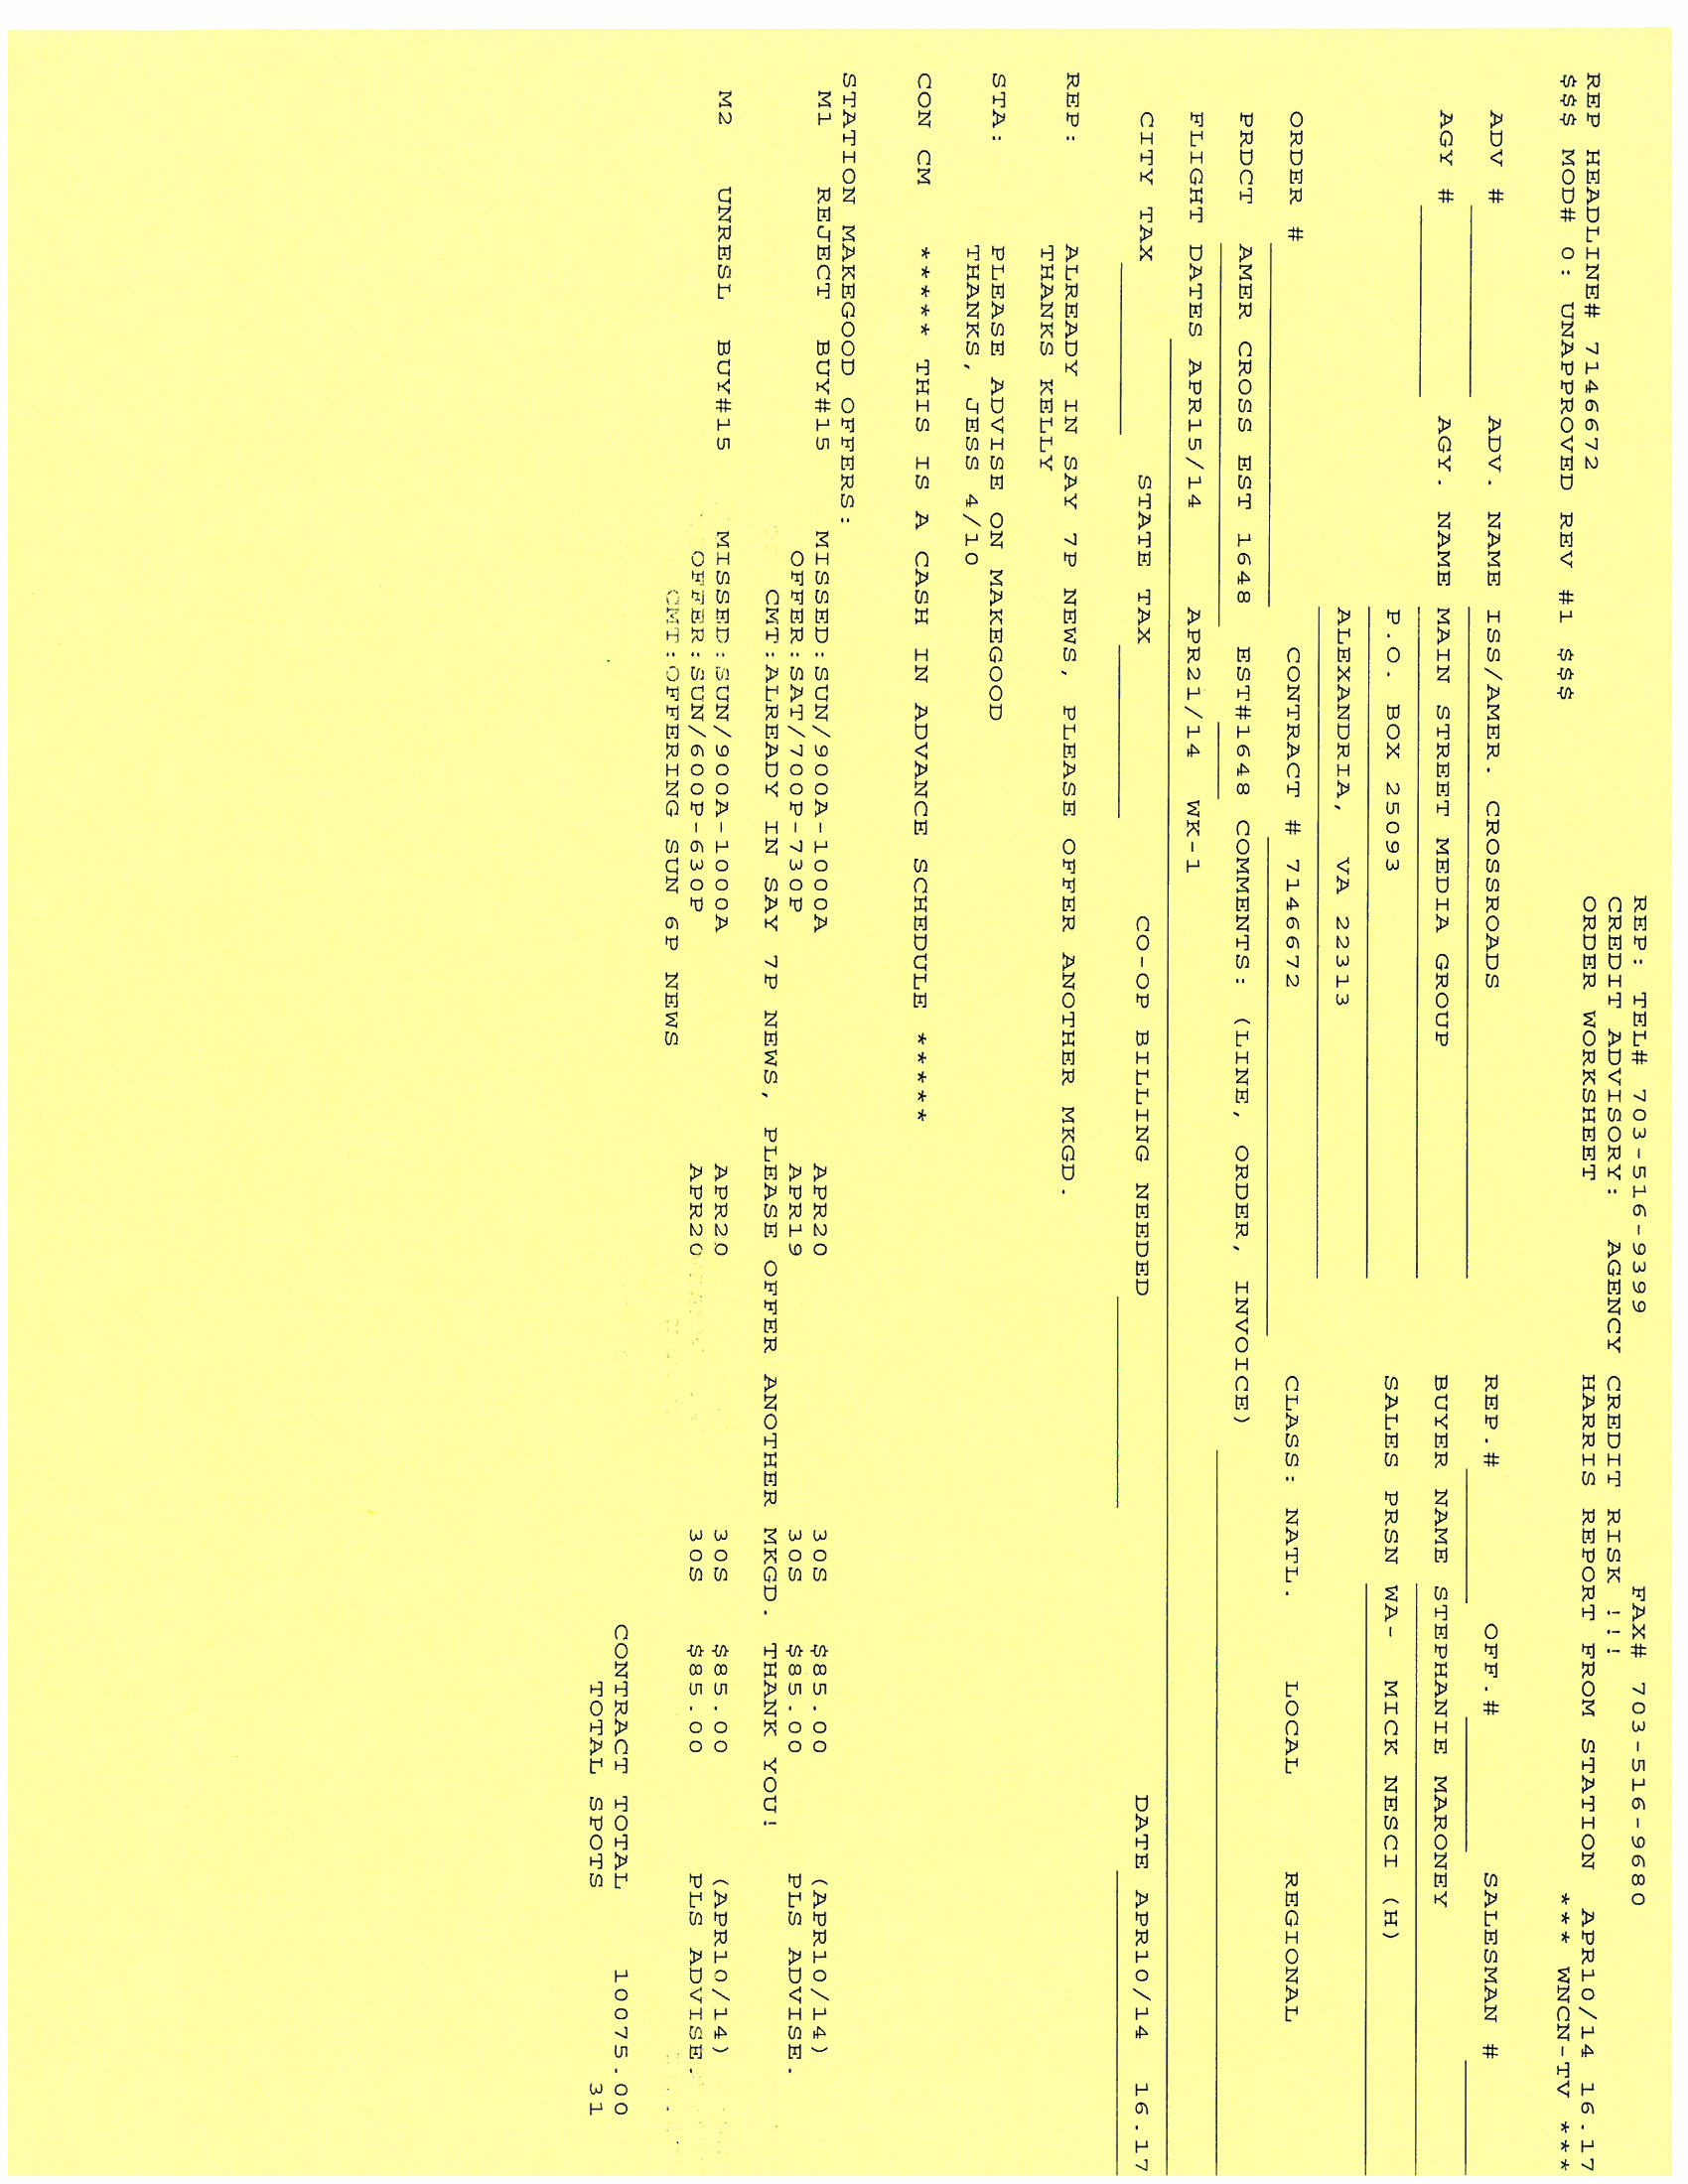 REP: TEL# 703-516-9399 FAX# 703-516-9680
CREDIT ADVISORY: AGENCY CREDIT RISK !!!
REP HEADLINE# 7146672 ORDER WORKSHEET HARRIS REPORT FROM STATION APR10/14 16.17
$$$ MOD# 0: UNAPPROVED REV #1 $$$ *** WNCN-TV ***
ADV # ADV. NAME ISS/AMER. CROSSROADS REP.# OFF.# SALESMAN #
AGY # AGY. NAME MAIN STREET MEDIA GROUP BUYER NAME STEPHANIE MARONEY
P.O. BOX 25093 SALES PRSN WA- MICK NESCI (H)
ALEXANDRIA, VA 22313
ORDER # CONTRACT # 7146672 CLASS: NATL. LOCAL REGIONAL
PRDCT AMER CROSS EST 1648 EST#1648 COMMENTS: (LINE, ORDER, INVOICE)
FLIGHT DATES APR15/14 APR21/14 WK-1
CITY TAX STATE TAX CO-OP BILLING NEEDED DATE APR10/14 16.17
REP: ALREADY IN SAY 7P NEWS, PLEASE OFFER ANOTHER MKGD.
THANKS KELLY
STA: PLEASE ADVISE ON MAKEGOOD
THANKS, JESS 4/10
CON CM ***** THIS IS A CASH IN ADVANCE SCHEDULE *****
STATION MAKEGOOD OFFERS:
M1 REJECT BUY#15 MISSED:SUN/900A-1000A APR20 30S $85.00 (APR10/14)
OFFER:SAT/700P-730P APR19 30S $85.00 PLS ADVISE.
CMT:ALREADY IN SAY 7P NEWS, PLEASE OFFER ANOTHER MKGD. THANK YOU!
M2 UNRESL BUY#15 MISSED:SUN/900A-1000A APR20 30S $85.00 (APR10/14)
OFFER:SUN/600P-630P APR20 30S $85.00 PLS ADVISE.
CMT:OFFERING SUN 6P NEWS
CONTRACT TOTAL 10075.00
TOTAL SPOTS 31